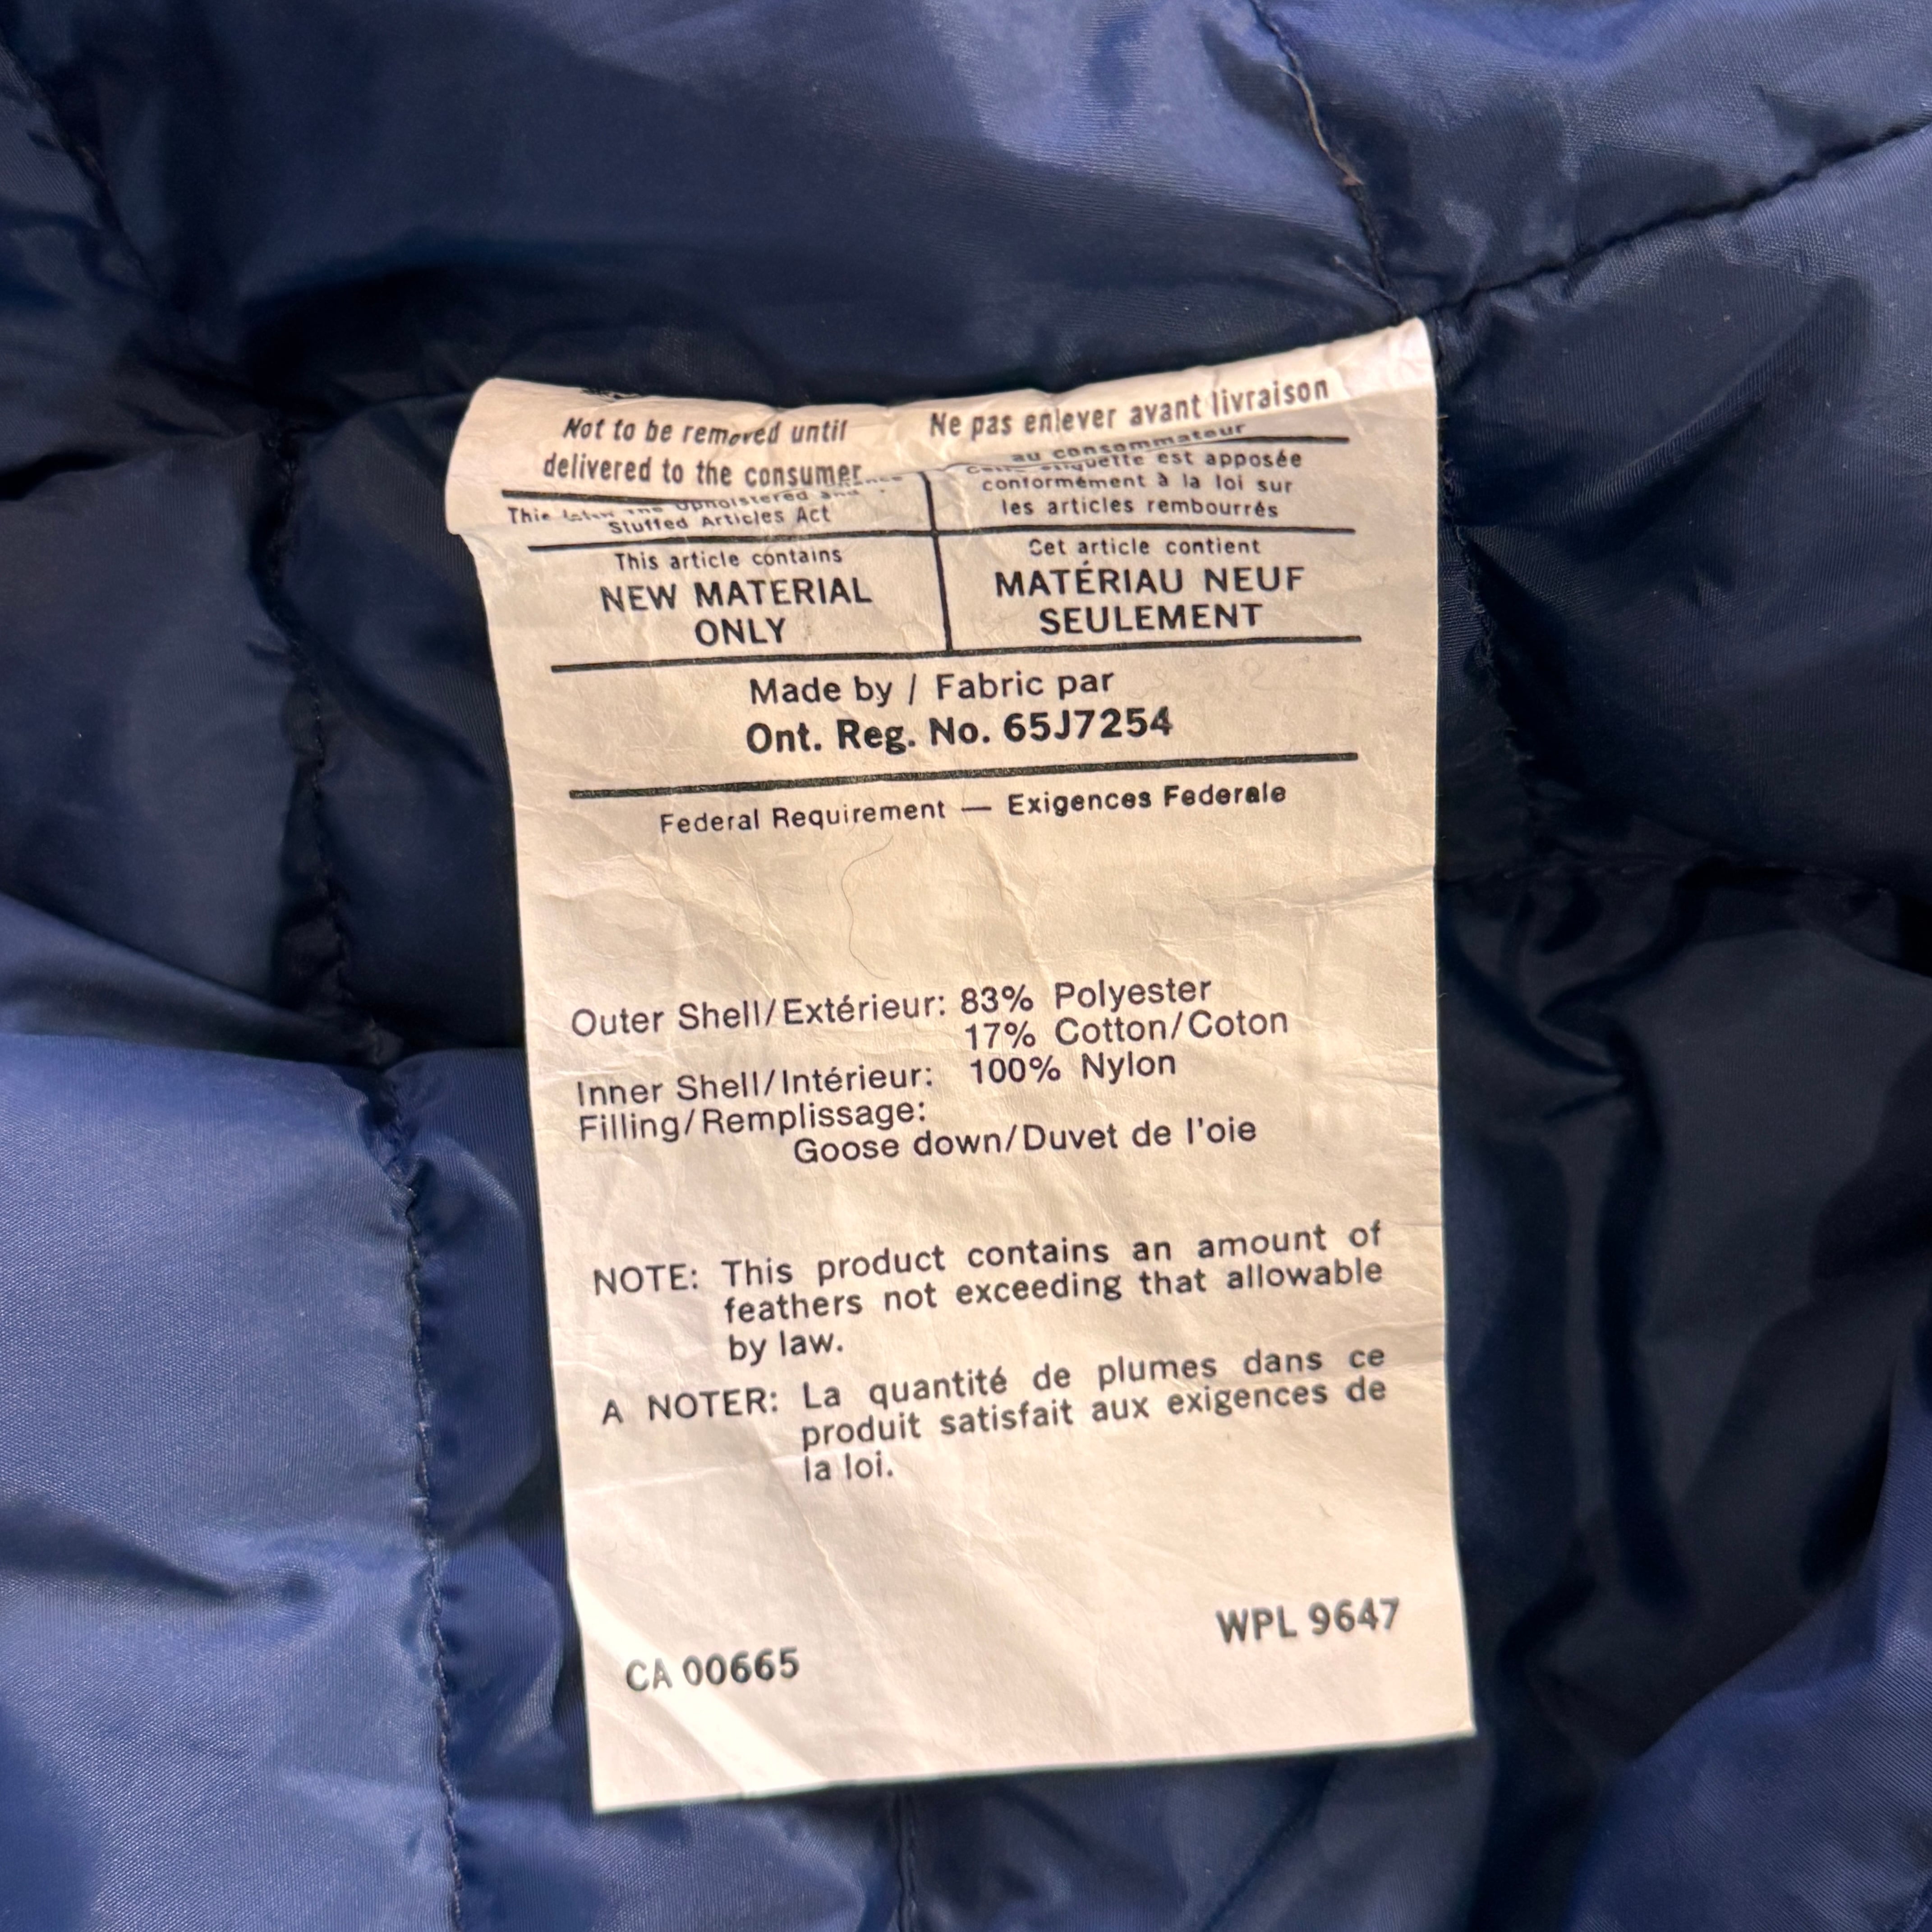 Not to be removed until
delivered to the consumer
Ne pas enlever avant livraison
au consommateur
This
Upholstered and
Stuffed Articles Act
Cette étiquette est apposée
conformément à la loi sur
les articles rembourrés
This article contains
NEW MATERIAL
ONLY
Cet article contient
MATÉRIAU NEUF
SEULEMENT
Made by / Fabric par
Ont. Reg. No. 65J7254
Federal Requirement — Exigences Federale
Outer Shell/Extérieur: 83% Polyester
17% Cotton/Coton
Inner Shell/Intérieur: 100% Nylon
Filling/Remplissage:
Goose down/Duvet de l'oie
NOTE: This product contains an amount of
feathers not exceeding that allowable
by law.
A NOTER: La quantité de plumes dans ce
produit satisfait aux exigences de
la loi.
CA 00665
WPL 9647